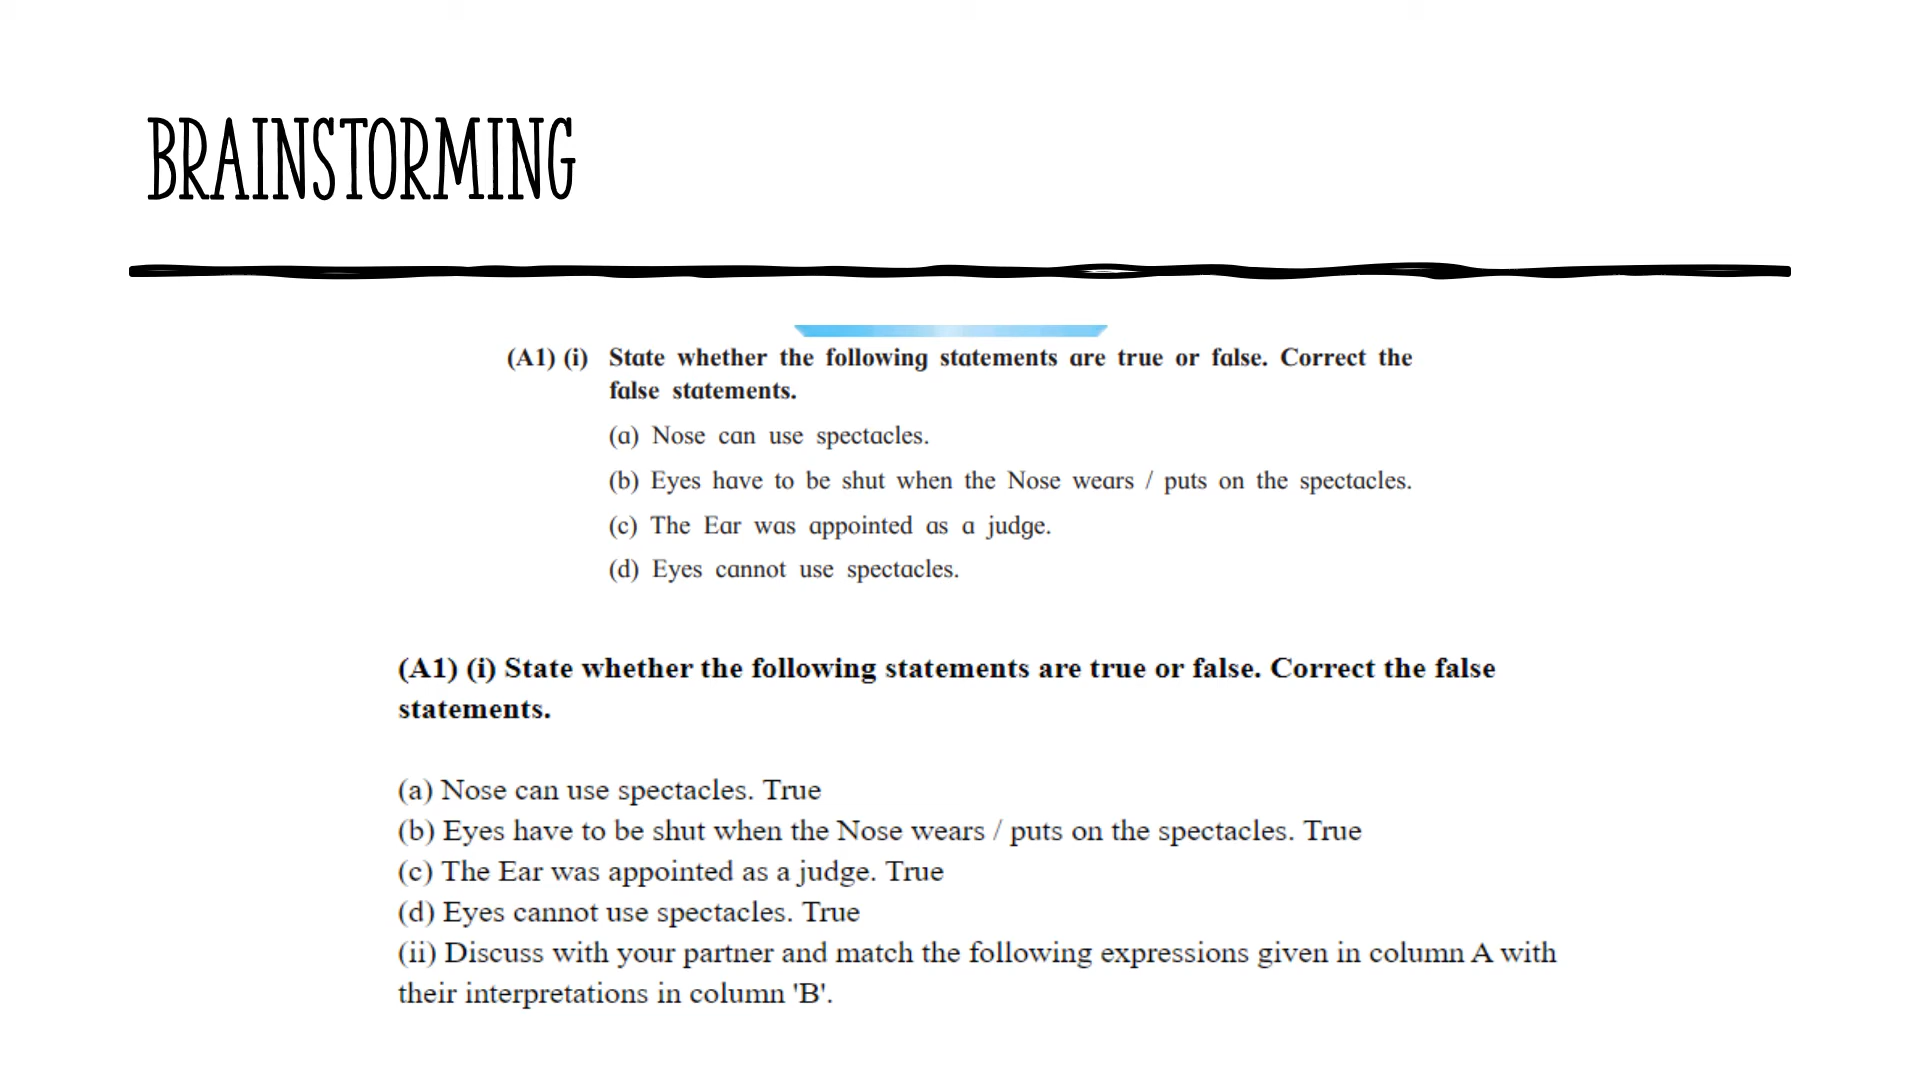 BRAINSTORMING
(A1) (i) State whether the following statements are true or false. Correct the
false statements.
(a) Nose can use spectacles.
(b) Eyes have to be shut when the Nose wears / puts on the spectacles.
(c) The Ear was appointed as a judge.
(d) Eyes cannot use spectacles.
(A1) (i) State whether the following statements are true or false. Correct the false
statements.
(a) Nose can use spectacles. True
(b) Eyes have to be shut when the Nose wears / puts on the spectacles. True
(c) The Ear was appointed as a judge. True
(d) Eyes cannot use spectacles. True
(ii) Discuss with your partner and match the following expressions given in column A with
their interpretations in column 'B'.